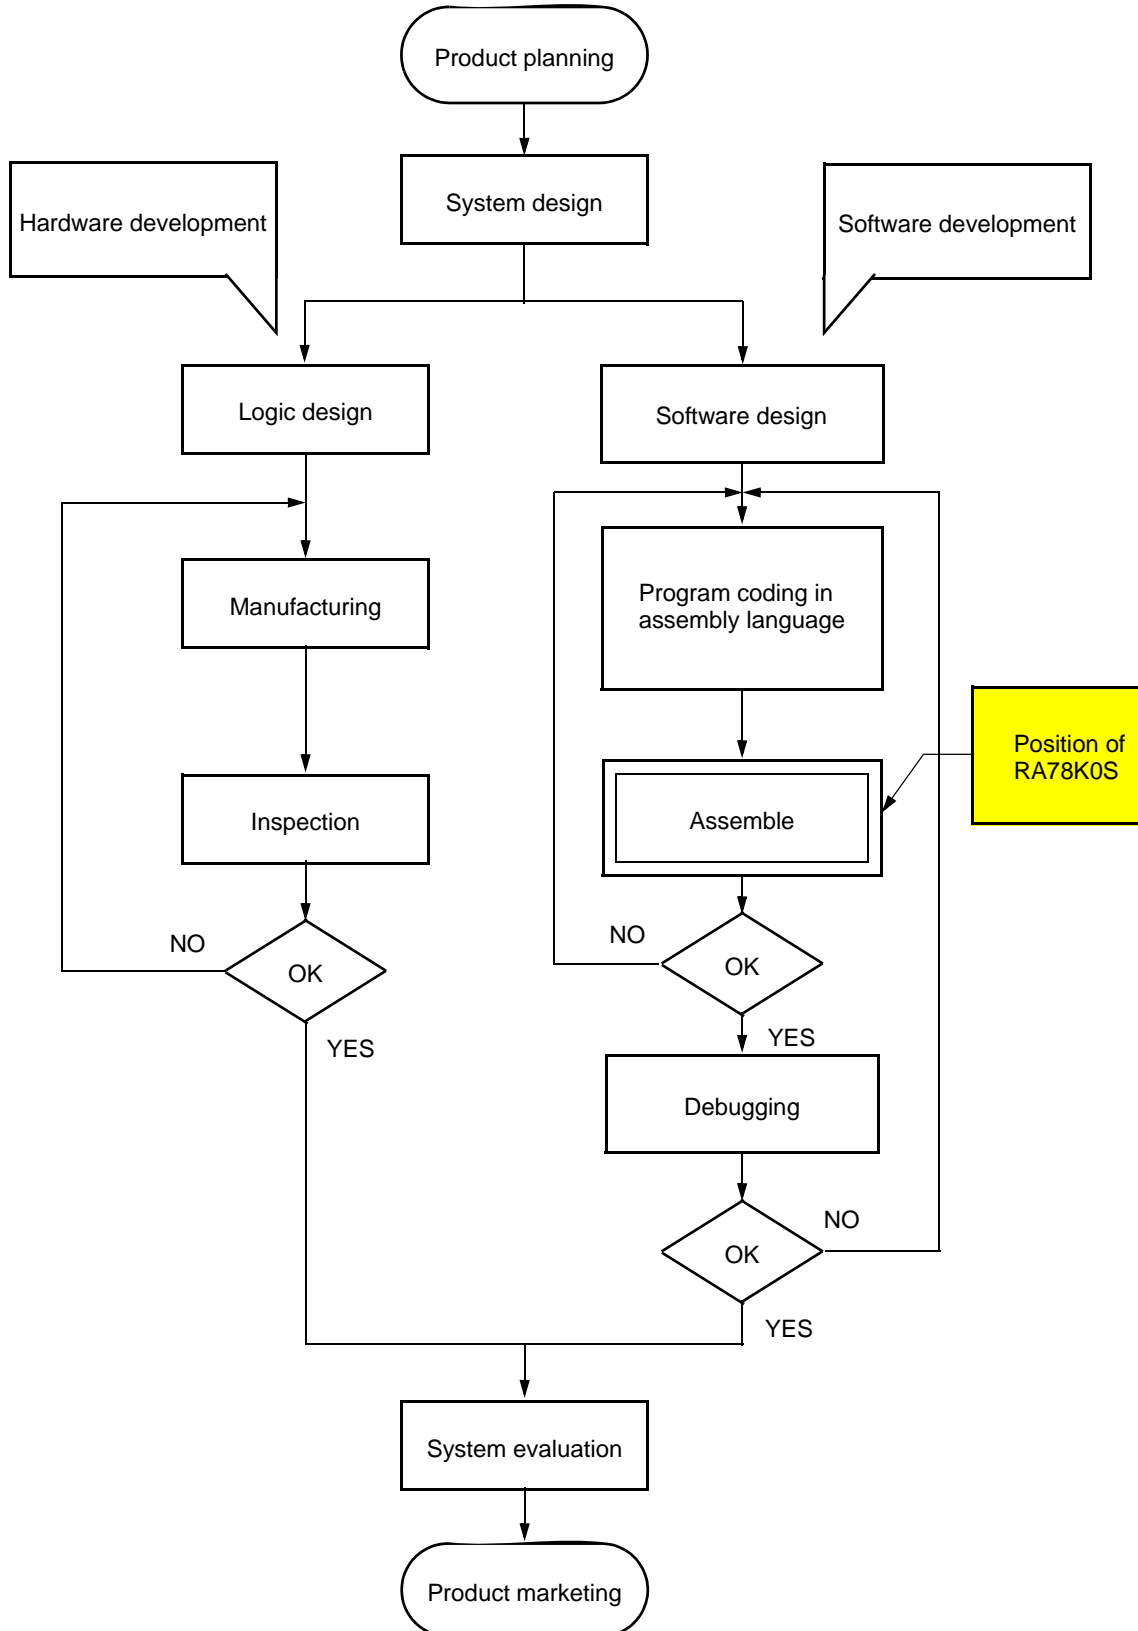 Product planning
System design
Hardware development
Software development
Logic design
Software design
Manufacturing
Program coding in
assembly language
Position of
RA78K0S
Inspection
Assemble
NO
OK
YES
NO
OK
YES
Debugging
NO
OK
YES
System evaluation
Product marketing